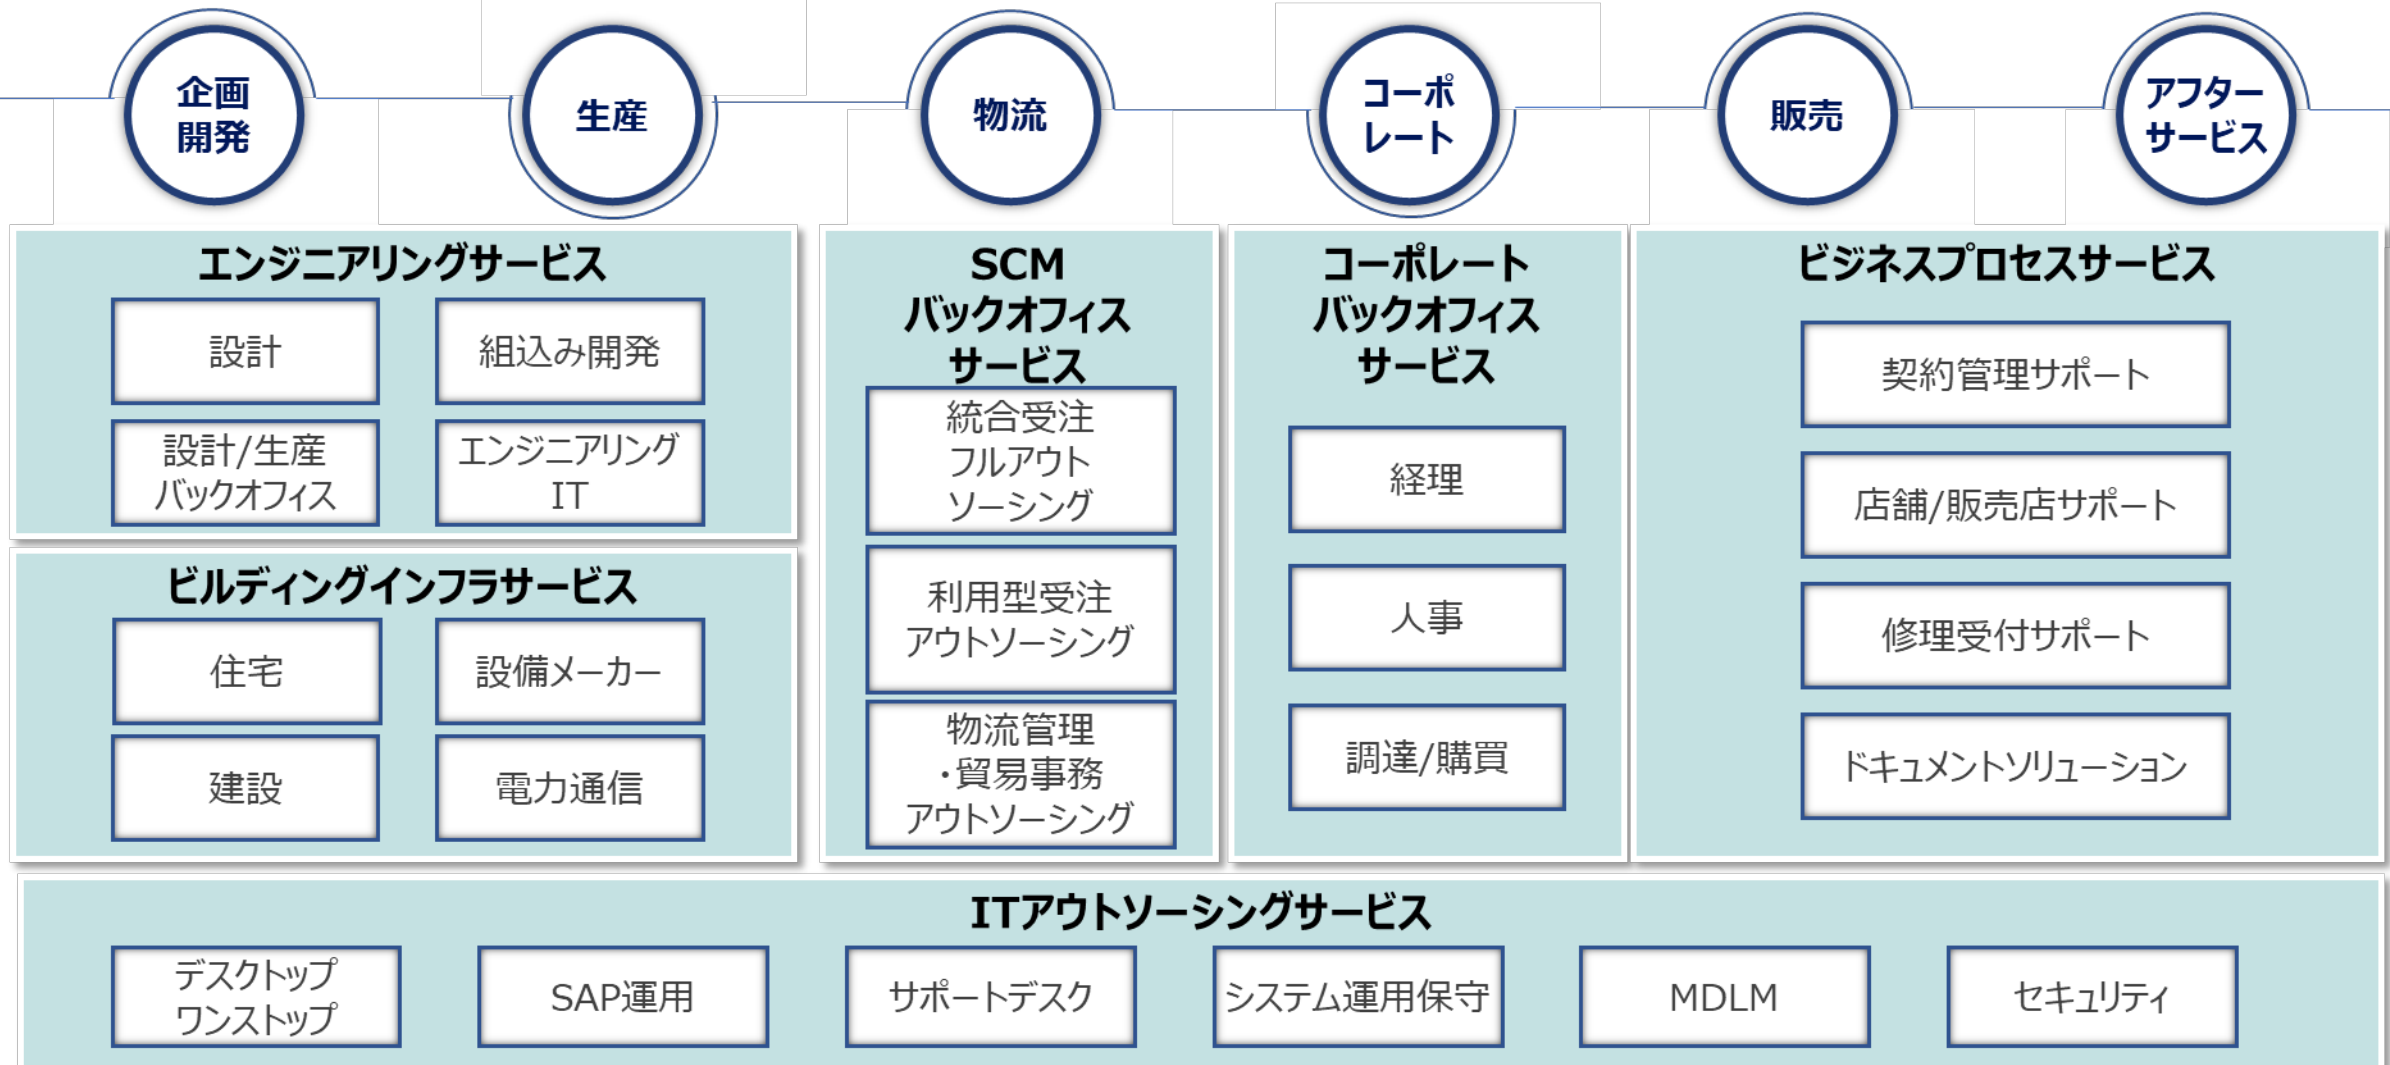 企画
開発
生産
物流
コーポ
レート
販売
アフター
サービス
エンジニアリングサービス
設計
組込み開発
設計/生産
バックオフィス
エンジニアリング
IT
ビルディングインフラサービス
住宅
設備メーカー
建設
電力通信
SCM
バックオフィス
サービス
統合受注
フルアウト
ソーシング
利用型受注
アウトソーシング
物流管理
・貿易事務
アウトソーシング
コーポレート
バックオフィス
サービス
経理
人事
調達/購買
ビジネスプロセスサービス
契約管理サポート
店舗/販売店サポート
修理受付サポート
ドキュメントソリューション
ITアウトソーシングサービス
デスクトップ
ワンストップ
SAP運用
サポートデスク
システム運用保守
MDLM
セキュリティ